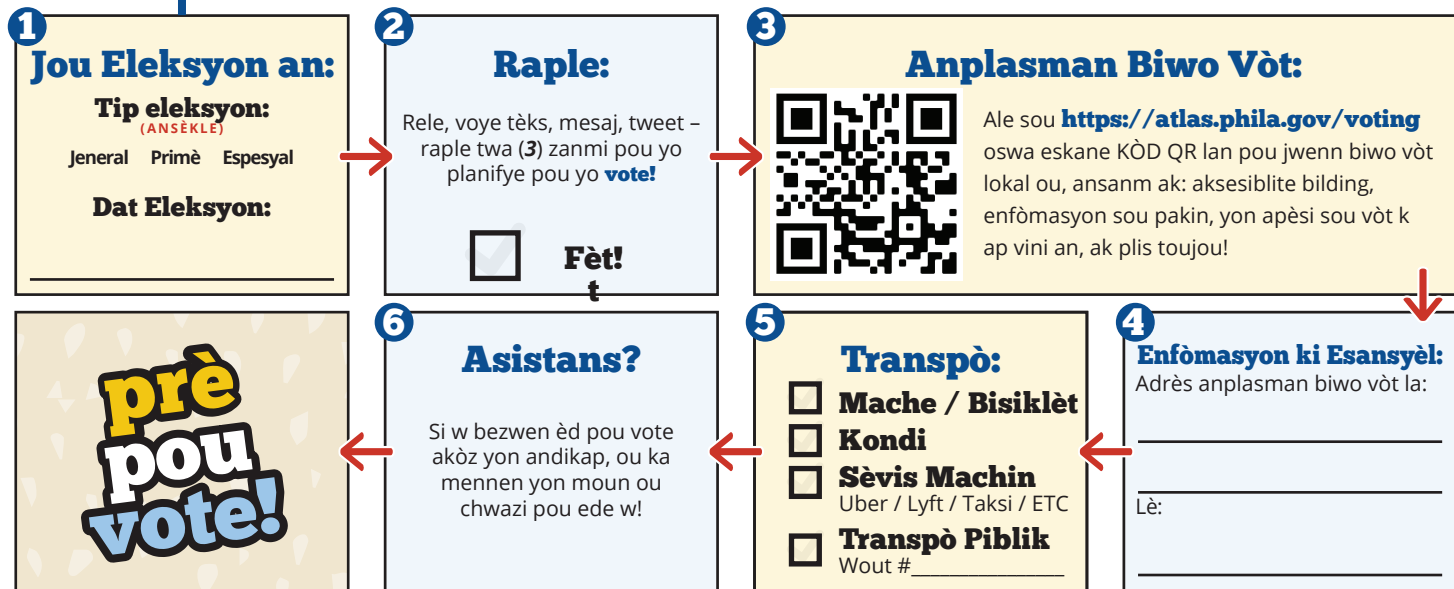 1
Jou Eleksyon an:
Tip eleksyon:
(ANSÈKLE)
Jeneral Primè Espesyal
Dat Eleksyon:
2
Raple:
Rele, voye tèks, mesaj, tweet –
raple twa (3) zanmi pou yo
planifye pou yo vote!
Fèt!
t
3
Anplasman Biwo Vòt:
Ale sou https://atlas.phila.gov/voting
oswa eskane KÒD QR lan pou jwenn biwo vòt
lokal ou, ansanm ak: aksesiblite bilding,
enfòmasyon sou pakin, yon apèsi sou vòt k
ap vini an, ak plis toujou!
4
Enfòmasyon ki Esansyèl:
Adrès anplasman biwo vòt la:
Lè:
5
Transpò:
Mache / Bisiklèt
Kondi
Sèvis Machin
Uber / Lyft / Taksi / ETC
Transpò Piblik
Wout #________________
6
Asistans?
Si w bezwen èd pou vote
akòz yon andikap, ou ka
mennen yon moun ou
chwazi pou ede w!
prè
pou
vote!